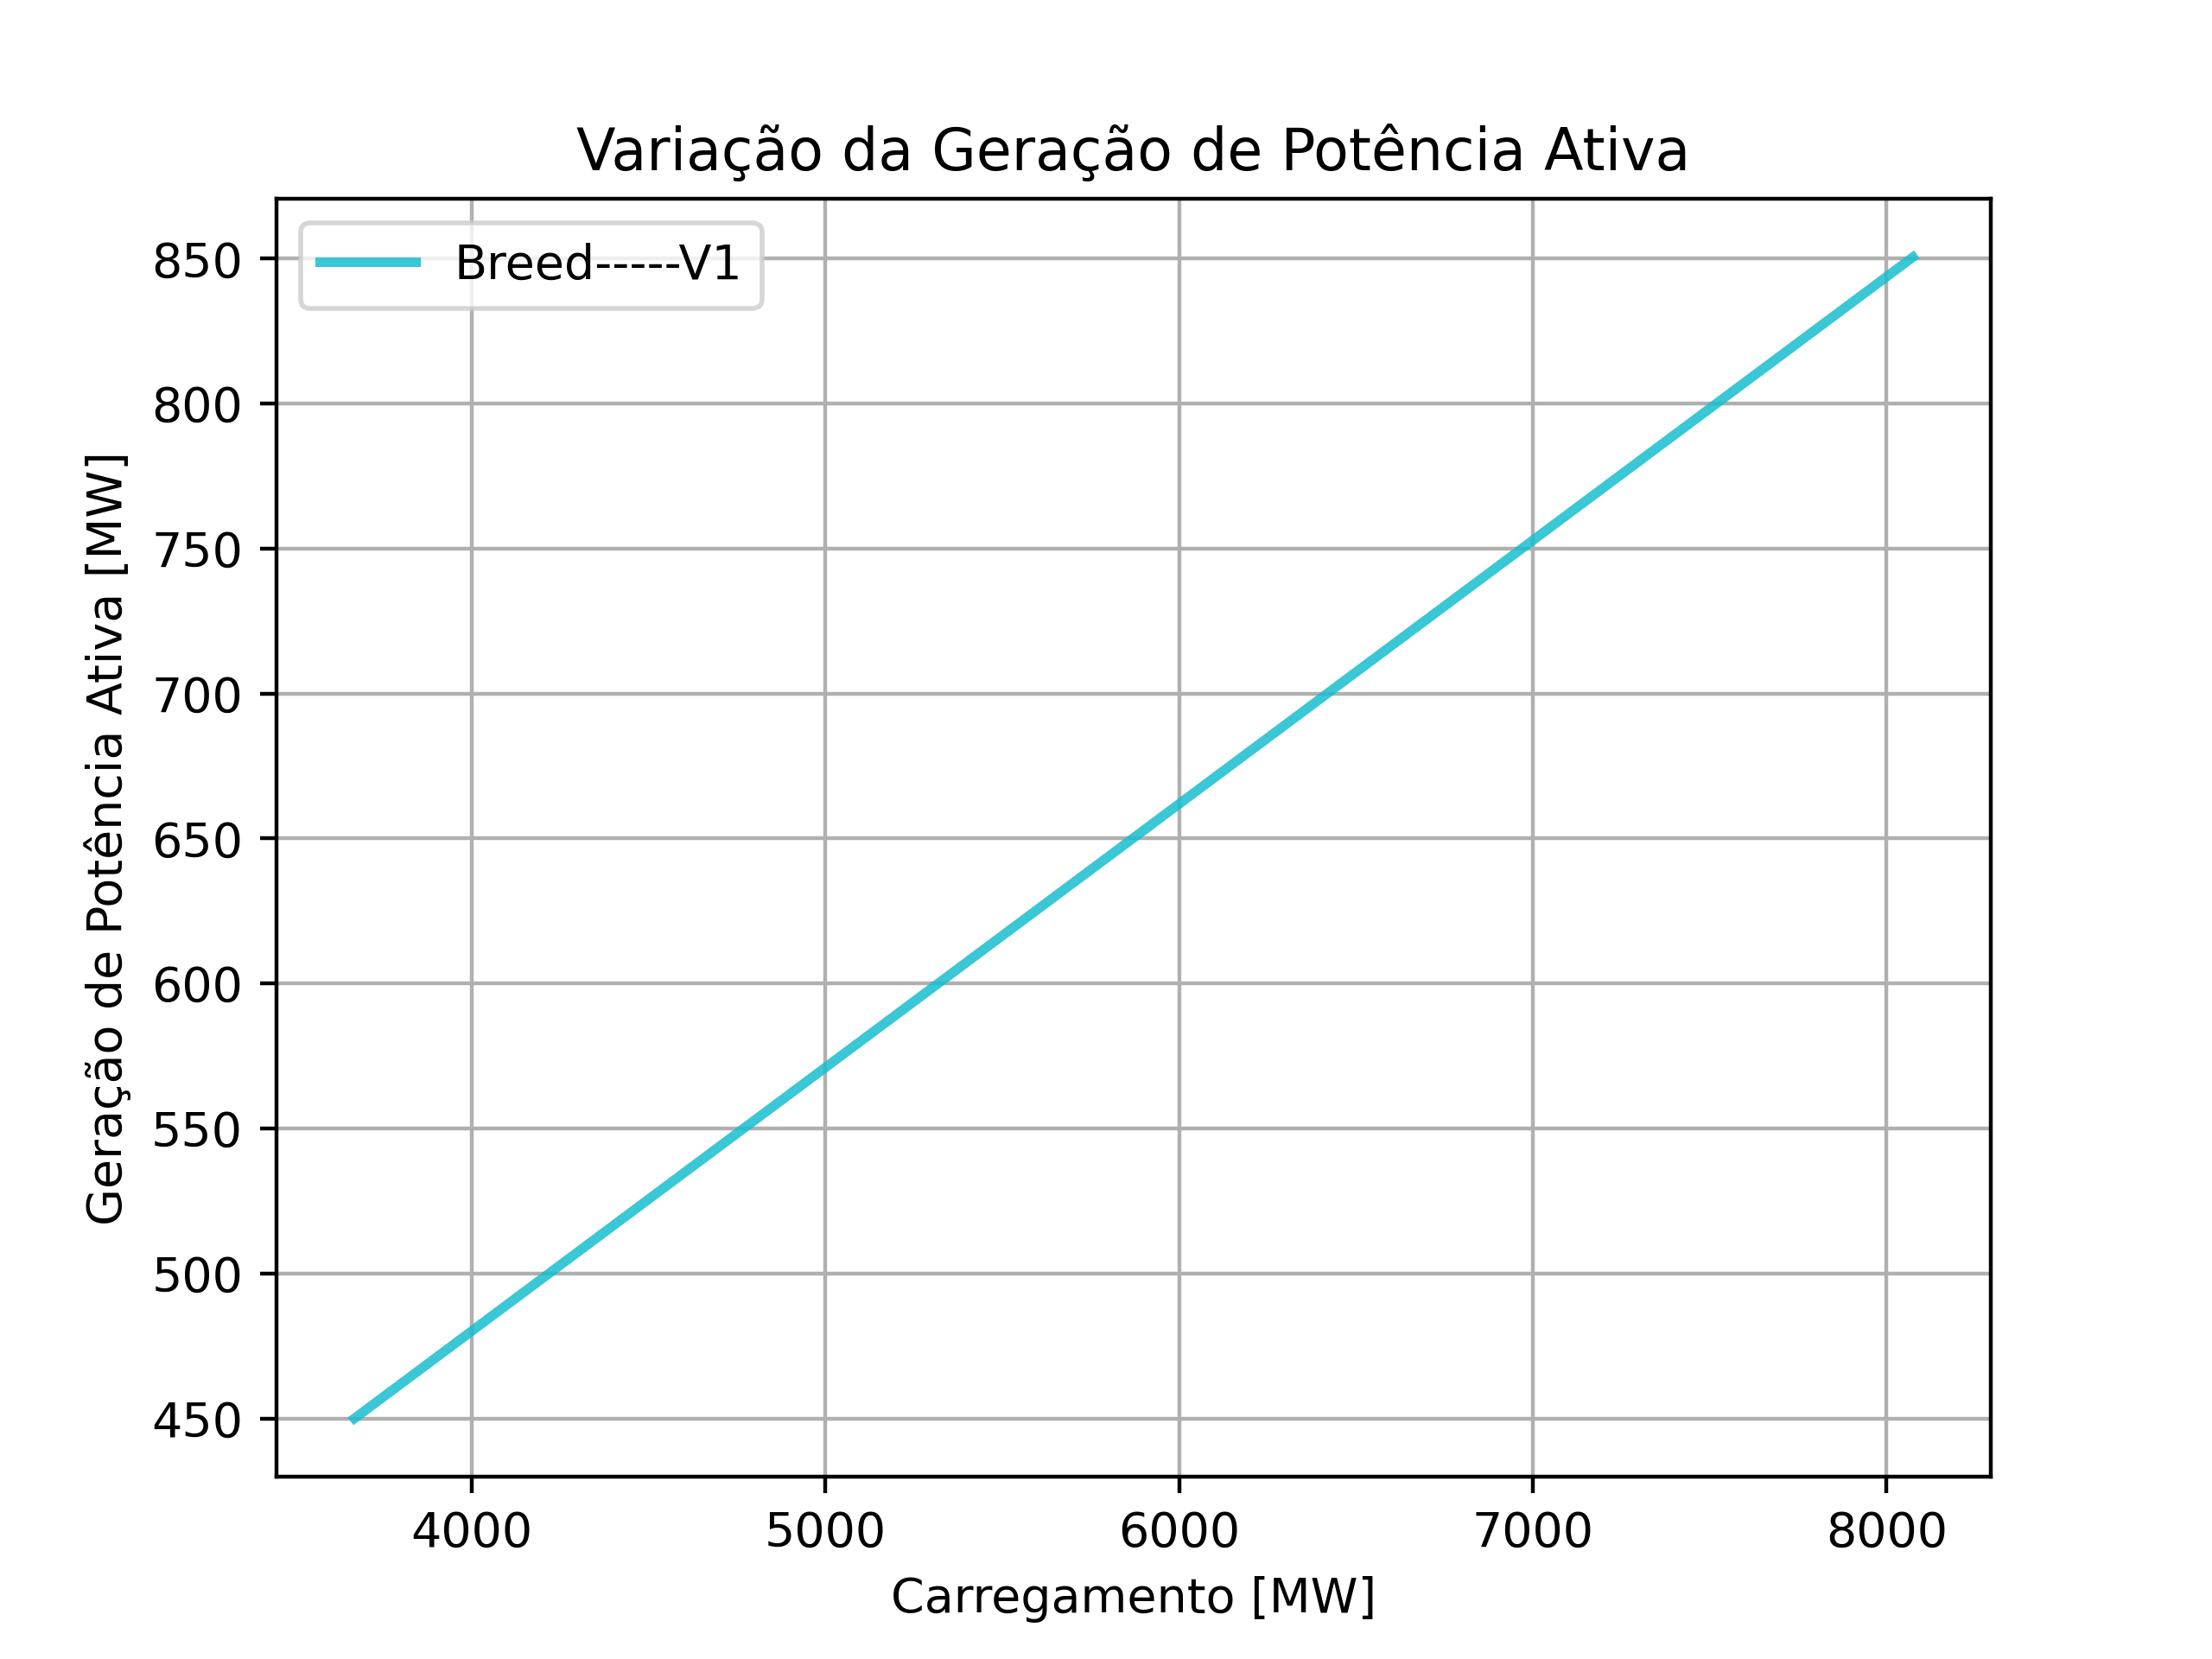 Variação da Geração de Potência Ativa
Breed-----V1
Geração de Potência Ativa [MW]
850
800
750
700
650
600
550
500
450
4000 5000 6000 7000 8000
Carregamento [MW]